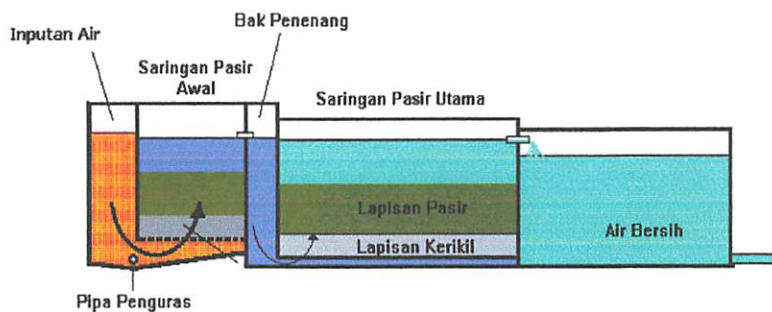 Bak Penenang
Inputan Air
Saringan Pasir
Awal
Saringan Pasir Utama
Lapisan Pasir
Lapisan Kerikil
Air Bersih
Pipa Penguras